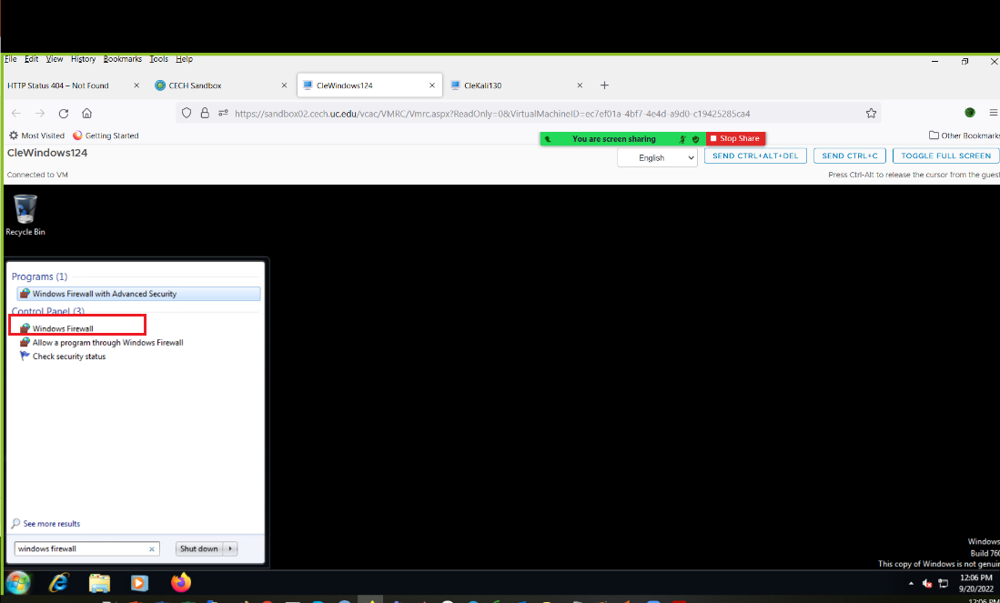 File Edit View History Bookmarks Tools Help
HTTP Status 404 – Not Found
CECH Sandbox
CleWindows124
CleKali130
https://sandbox02.cech.uc.edu/vcac/VMRC/Vmrc.aspx?ReadOnly=0&VirtualMachineID=ec7ef01a-4bf7-4e4d-a9d0-c19425285ca4
Most Visited Getting Started
Other Bookmarks
You are screen sharing
Stop Share
CleWindows124
English
SEND CTRL+ALT+DEL
SEND CTRL+C
TOGGLE FULL SCREEN
Connected to VM
Press Ctrl-Alt to release the cursor from the guest
Recycle Bin
Programs (1)
Windows Firewall with Advanced Security
Control Panel (3)
Windows Firewall
Allow a program through Windows Firewall
Check security status
See more results
windows firewall
Shut down
Windows
Build 760
This copy of Windows is not genuin
12:06 PM
9/20/2022
12:06 PM